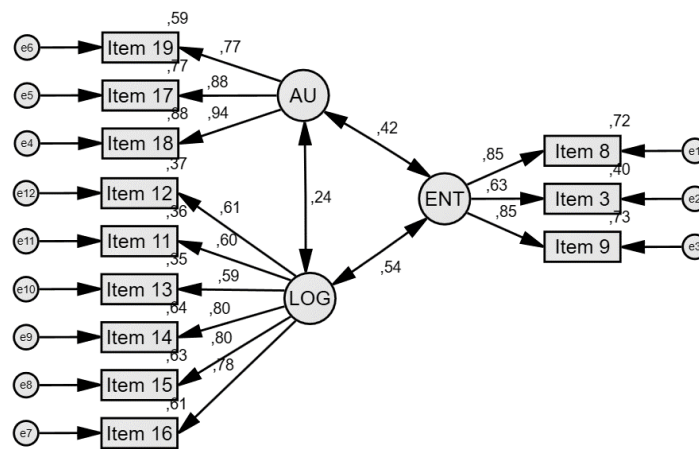 ,59
e6 Item 19 ,77
,77
e5 Item 17 ,88 AU
,88 ,94
e4 Item 18
,42
,37
e12 Item 12 ,61
,36
e11 Item 11 ,60
,35
e10 Item 13 ,59
,64
e9 Item 14 ,80
,63 ,80
e8 Item 15
,61 ,78
e7 Item 16
,24
LOG
,54
ENT
,72
,85 Item 8 e1
,40
,63 Item 3 e2
,73
,85 Item 9 e3